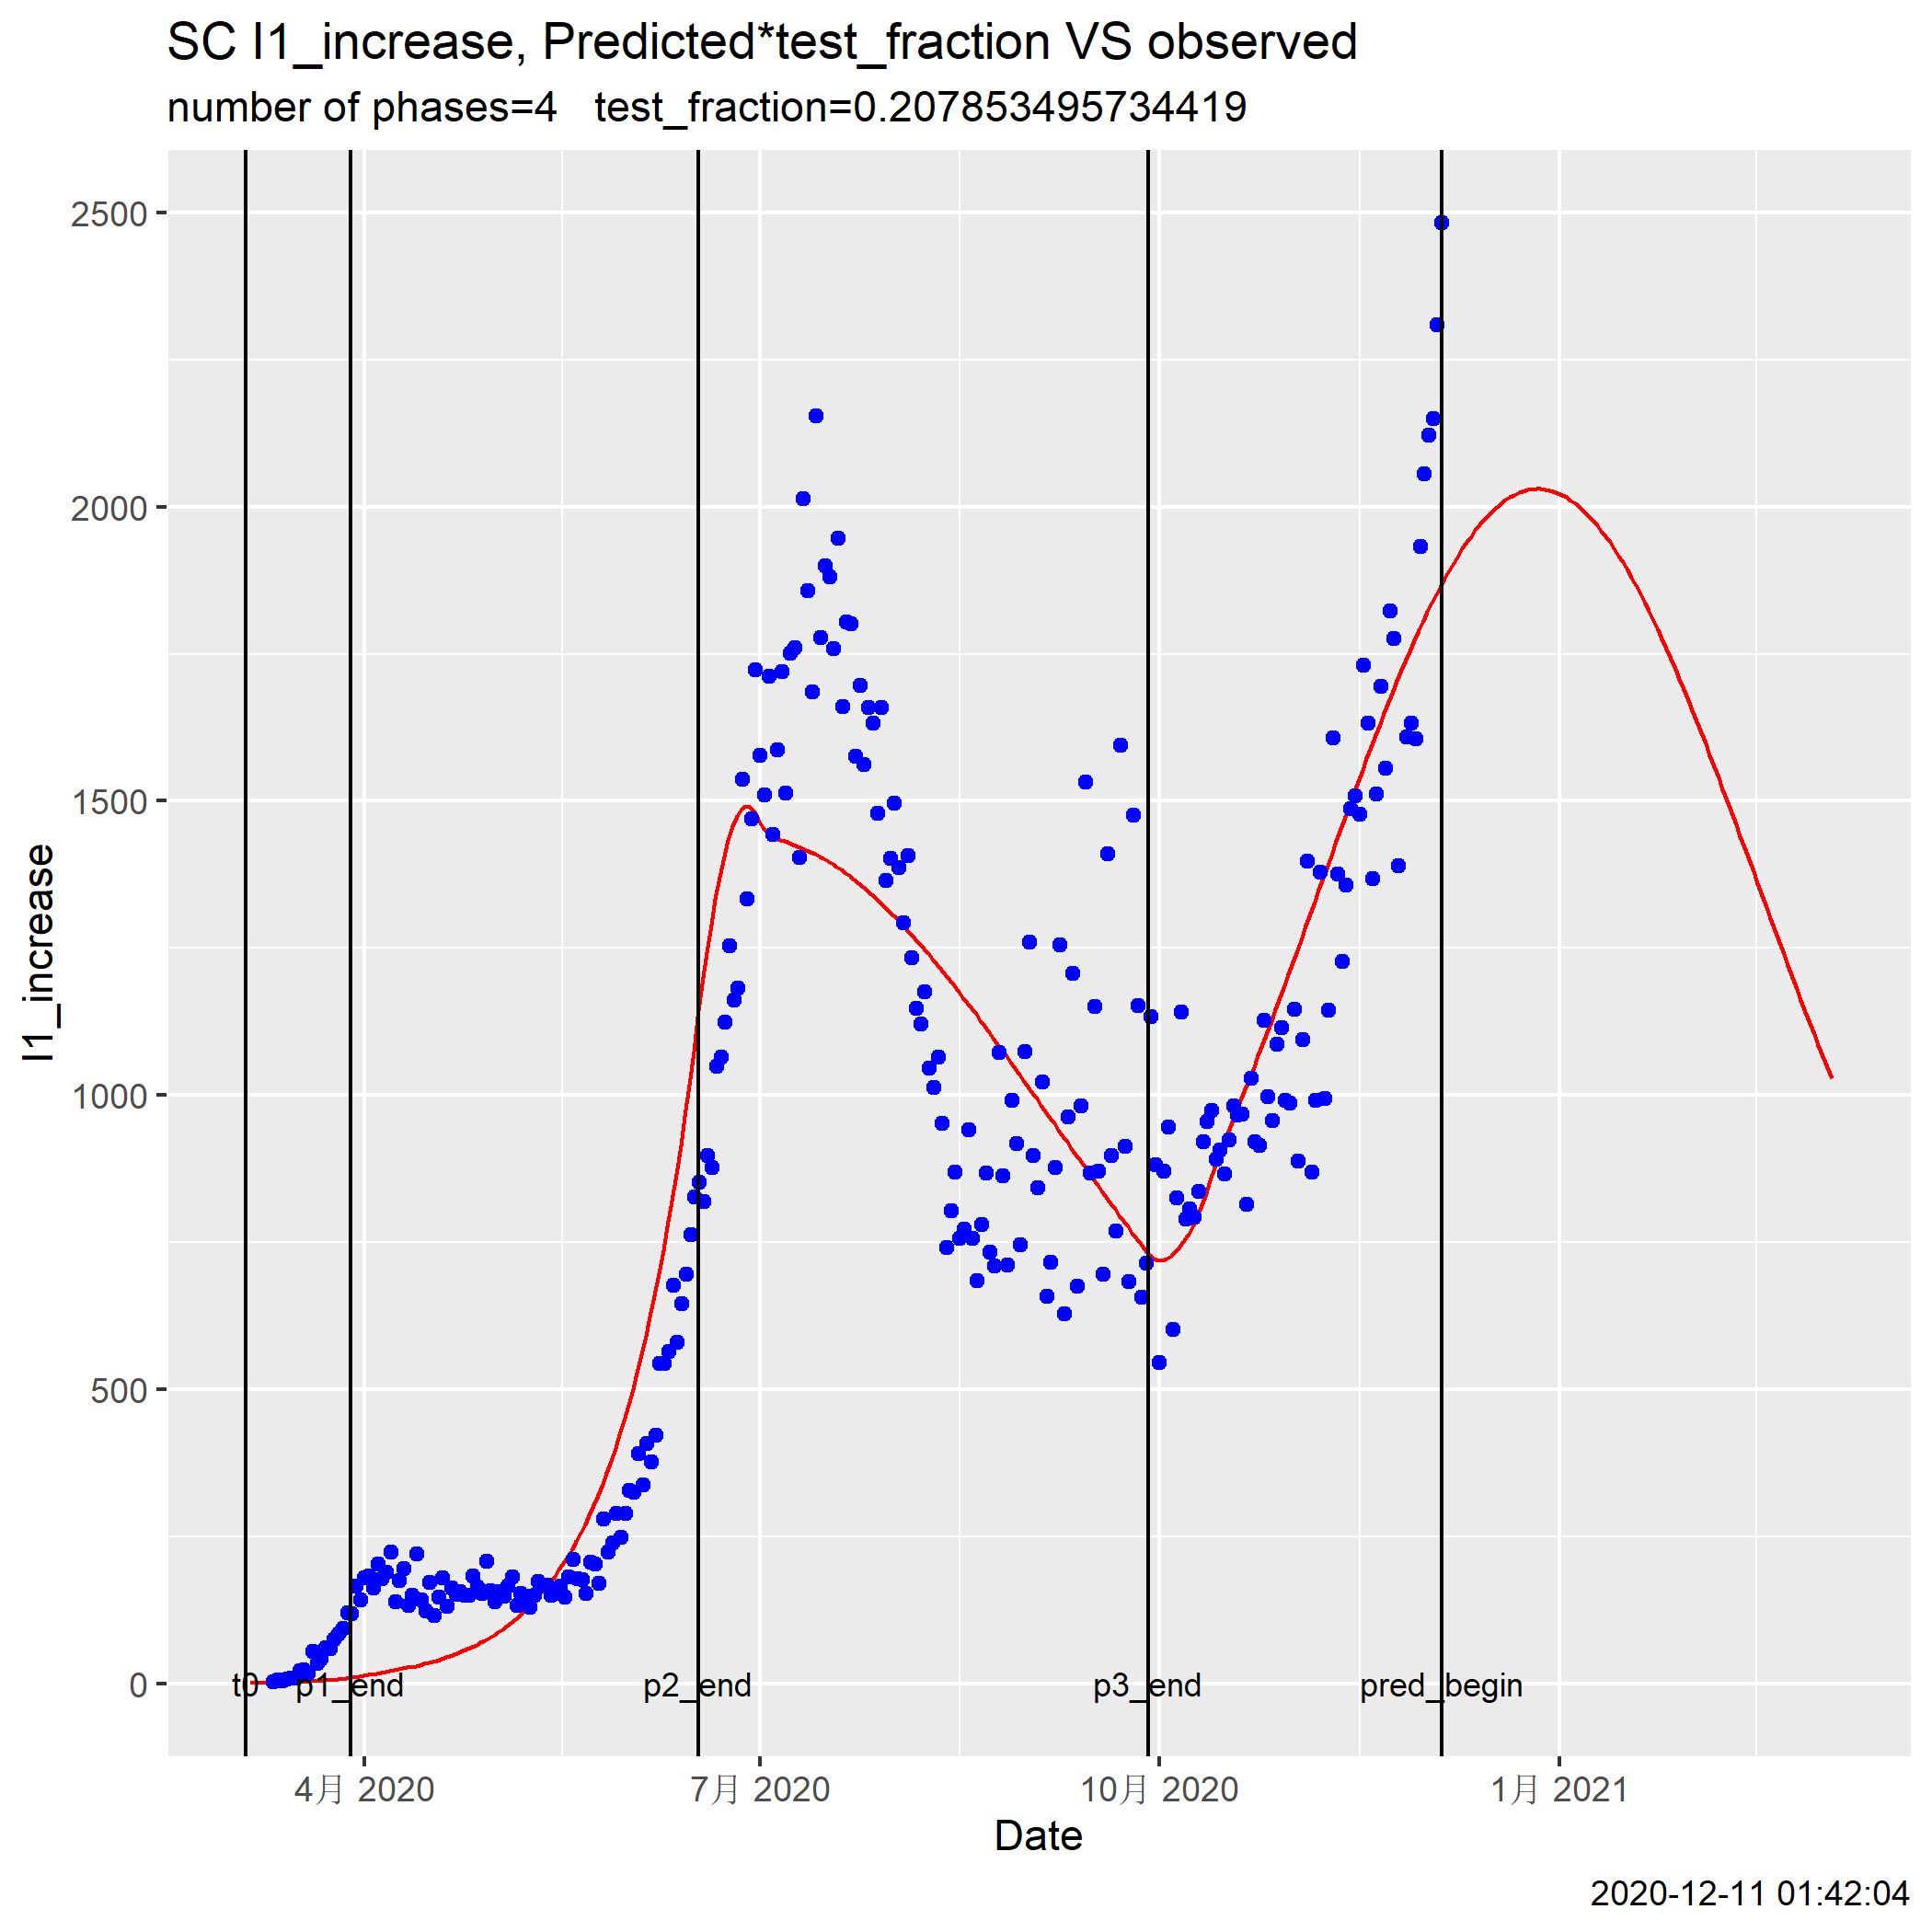 SC I1_increase, Predicted*test_fraction VS observed
number of phases=4 test_fraction=0.207853495734419
I1_increase
2500
2000
1500
1000
500
0
t0 p1_end p2_end p3_end pred_begin
4月 2020 7月 2020 10月 2020 1月 2021
Date
2020-12-11 01:42:04